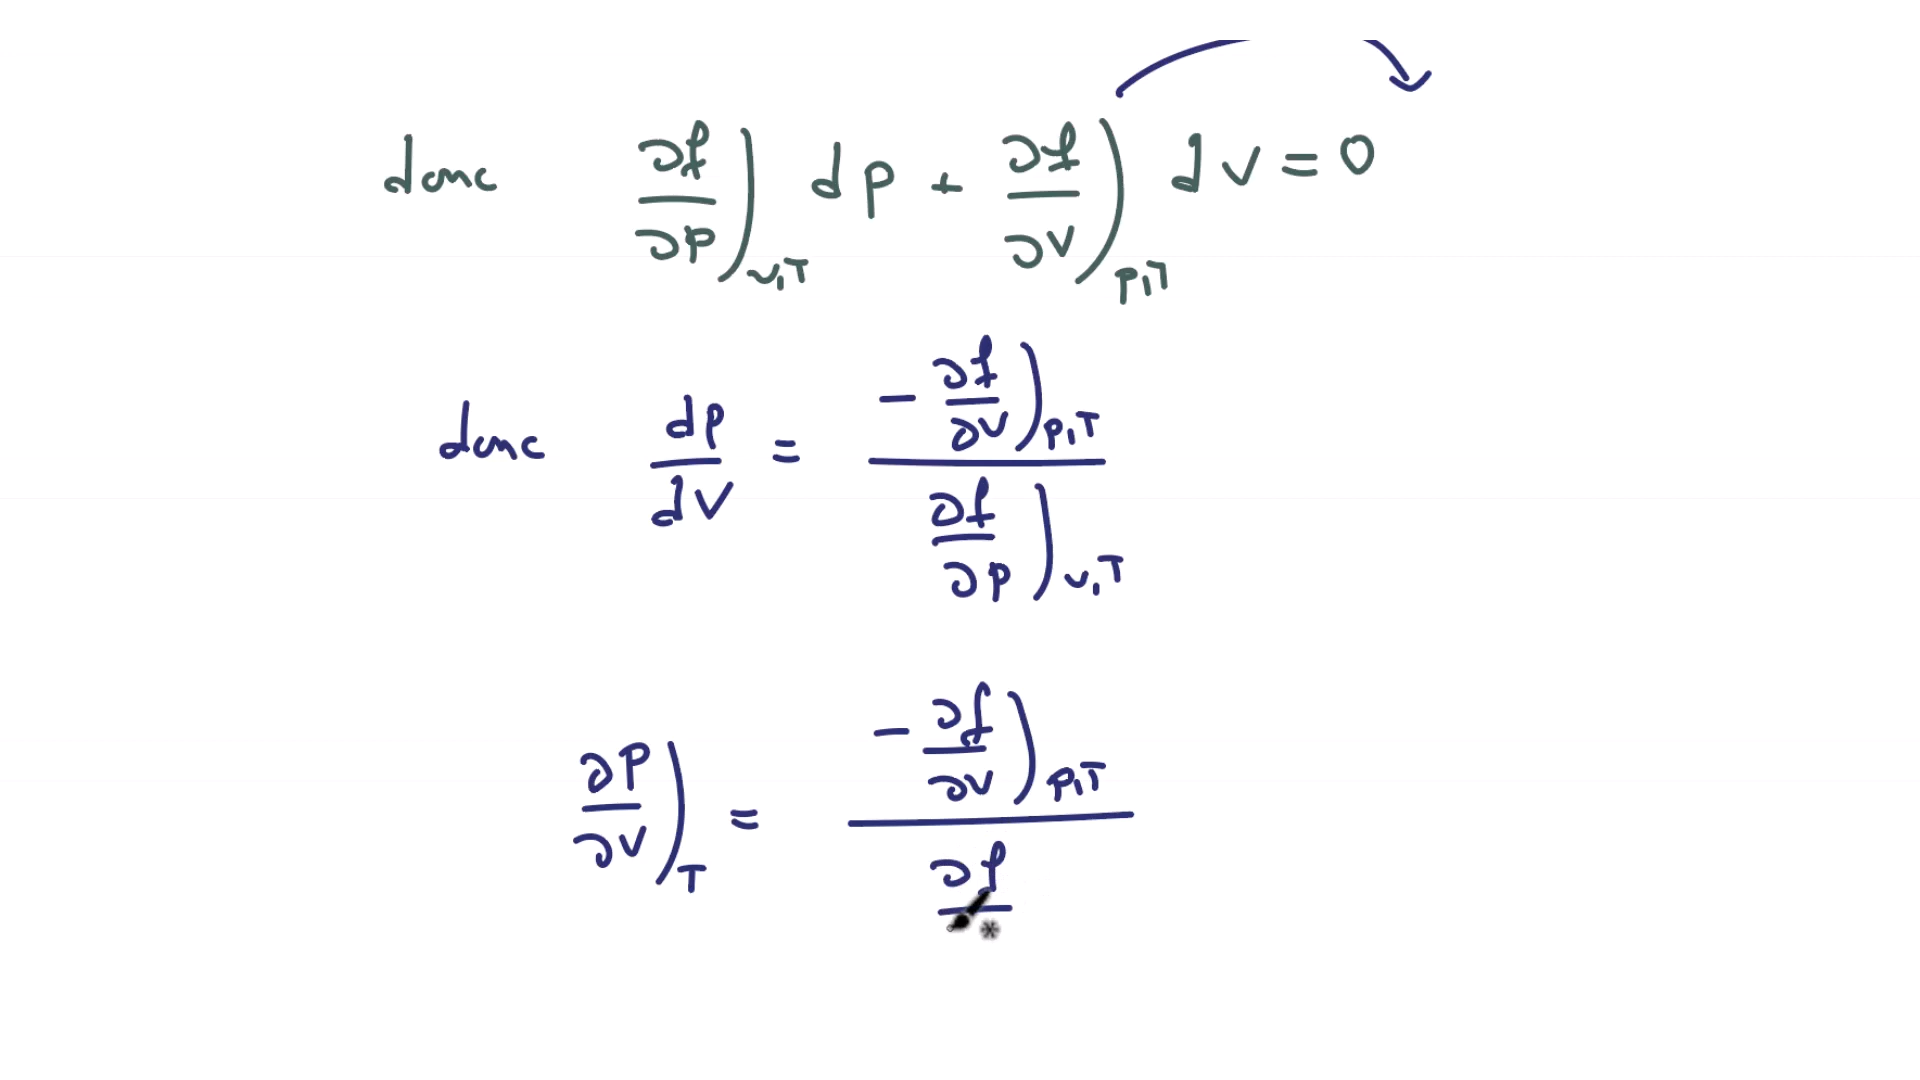 donc ∂f/∂P)_{V,T} dp + ∂f/∂V)_{P,T} dV = 0
donc dp/dV = -∂f/∂V)_{P,T} / ∂f/∂P)_{V,T}
∂P/∂V)_T = -∂f/∂V)_{P,T} / ∂f/